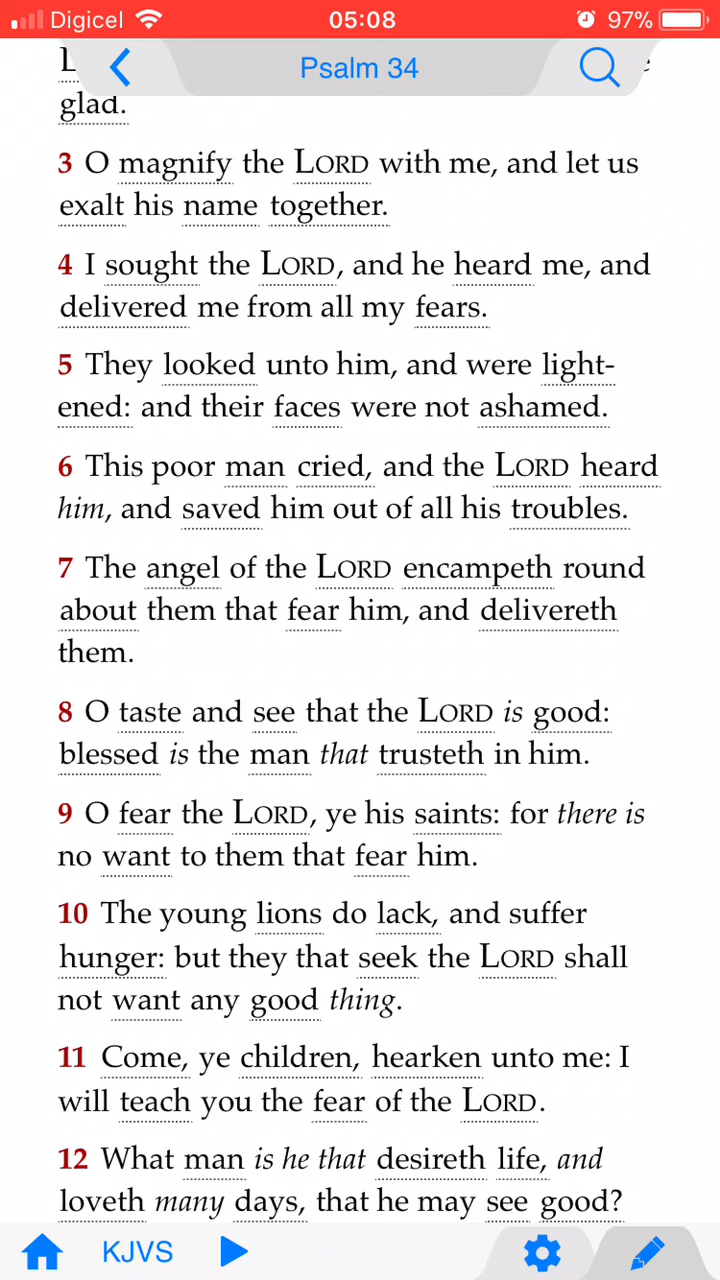 Digicel 05:08 97%
Psalm 34
glad.
3 O magnify the LORD with me, and let us
exalt his name together.
4 I sought the LORD, and he heard me, and
delivered me from all my fears.
5 They looked unto him, and were light-
ened: and their faces were not ashamed.
6 This poor man cried, and the LORD heard
him, and saved him out of all his troubles.
7 The angel of the LORD encampeth round
about them that fear him, and delivereth
them.
8 O taste and see that the LORD is good:
blessed is the man that trusteth in him.
9 O fear the LORD, ye his saints: for there is
no want to them that fear him.
10 The young lions do lack, and suffer
hunger: but they that seek the LORD shall
not want any good thing.
11 Come, ye children, hearken unto me: I
will teach you the fear of the LORD.
12 What man is he that desireth life, and
loveth many days, that he may see good?
KJVS